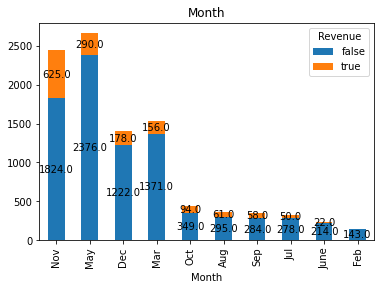 Month
Revenue
false
true
2500
2000
1500
1000
500
0
625.0
290.0
178.0
156.0
94.0
61.0
58.0
50.0
22.0
1824.0
2376.0
1222.0
1371.0
349.0
295.0
284.0
278.0
214.0
143.0
Nov
May
Dec
Mar
Oct
Aug
Sep
Jul
June
Feb
Month